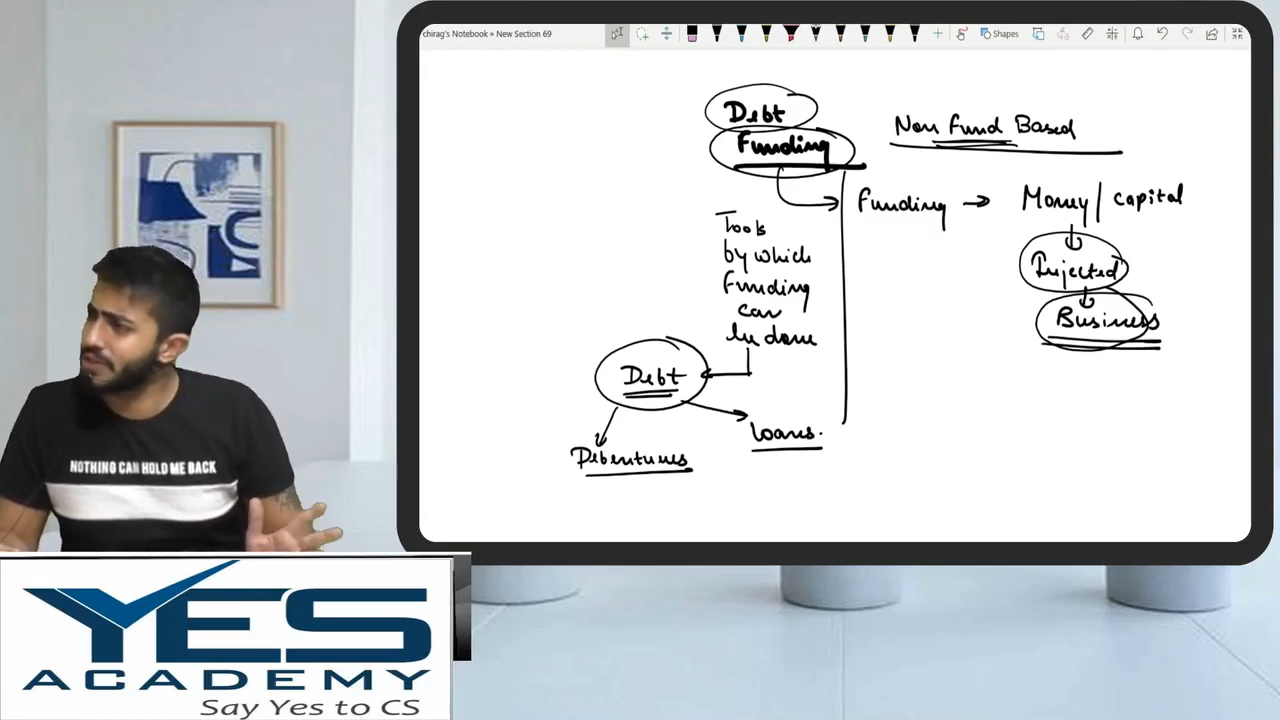 chirag's Notebook » New Section 69
Shapes
Debt
Funding
Non Fund Based
Funding → Money / capital
Injected
Business
Tools
by which
Funding
can
be done
Debt
Debentures
loans.
NOTHING CAN HOLD ME BACK
YES
ACADEMY
Say Yes to CS